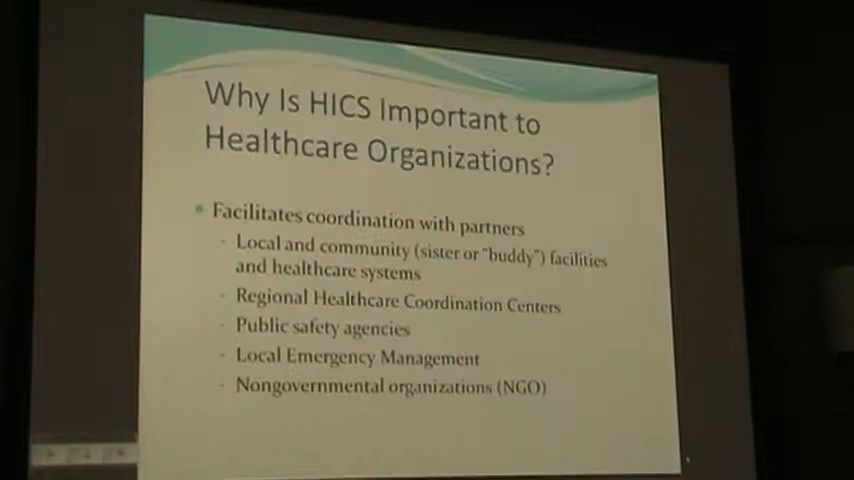 Why Is HICS Important to
Healthcare Organizations?
Facilitates coordination with partners
- Local and community (sister or "buddy") facilities
and healthcare systems
- Regional Healthcare Coordination Centers
- Public safety agencies
- Local Emergency Management
- Nongovernmental organizations (NGO)